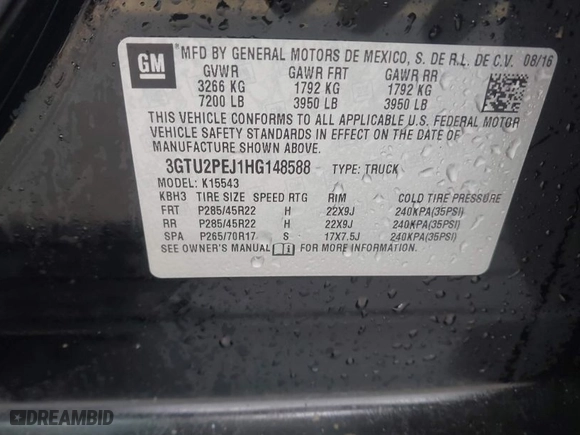 GM MFD BY GENERAL MOTORS DE MEXICO, S. DE R.L. DE C.V. 08/16
GVWR GAWR FRT GAWR RR
3266 KG 1792 KG 1792 KG
7200 LB 3950 LB 3950 LB
THIS VEHICLE CONFORMS TO ALL APPLICABLE U.S. FEDERAL MOTOR
VEHICLE SAFETY STANDARDS IN EFFECT ON THE DATE OF
MANUFACTURE SHOWN ABOVE.
3GTU2PEJ1HG148588 TYPE: TRUCK
MODEL: K15543
KBH3 TIRE SIZE SPEED RTG RIM COLD TIRE PRESSURE
FRT P285/45R22 H 22X9J 240KPA(35PSI)
RR P285/45R22 H 22X9J 240KPA(35PSI)
SPA P265/70R17 S 17X7.5J 240KPA(35PSI)
SEE OWNER'S MANUAL FOR MORE INFORMATION.
DREAMBID